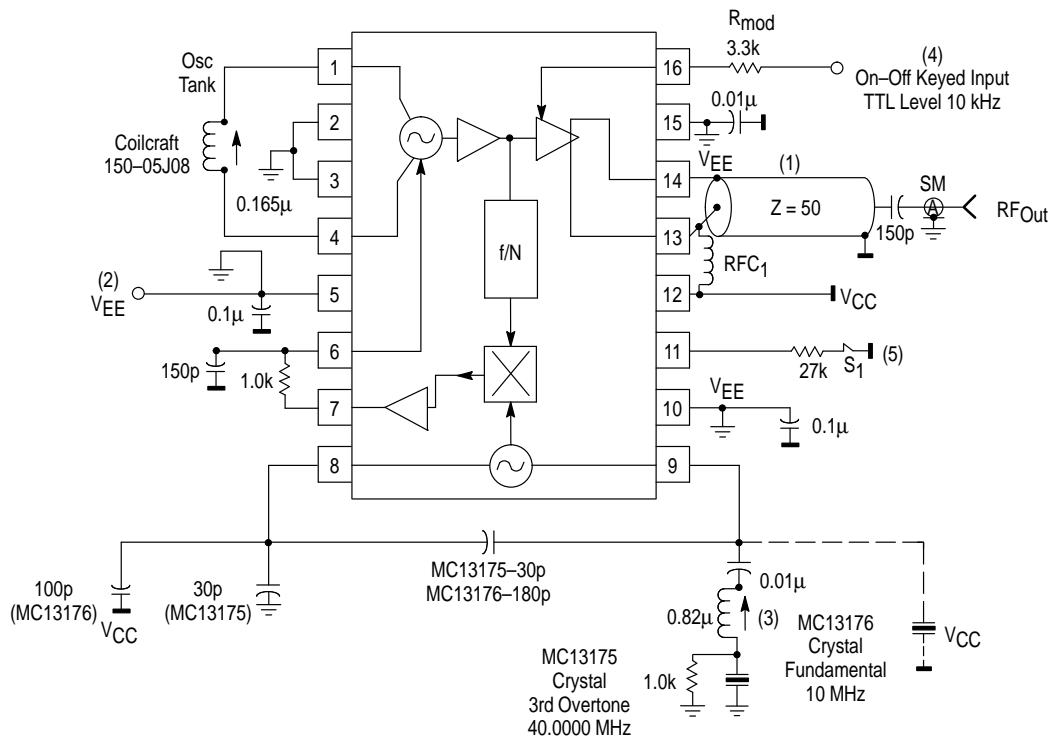 Osc
Tank
Coilcraft
150–05J08
0.165µ
1
2
3
4
5
6
7
8
(2)
VEE
0.1µ
150p
1.0k
f/N
16
15
14
13
12
11
10
9
Rmod
3.3k
(4)
On–Off Keyed Input
TTL Level 10 kHz
0.01µ
VEE
(1)
Z = 50
150p
SM
A
RFOut
RFC1
VCC
27k
S1
(5)
VEE
0.1µ
100p
(MC13176)
VCC
30p
(MC13175)
MC13175–30p
MC13176–180p
0.01µ
0.82µ
(3)
1.0k
MC13175
Crystal
3rd Overtone
40.0000 MHz
MC13176
Crystal
Fundamental
10 MHz
VCC